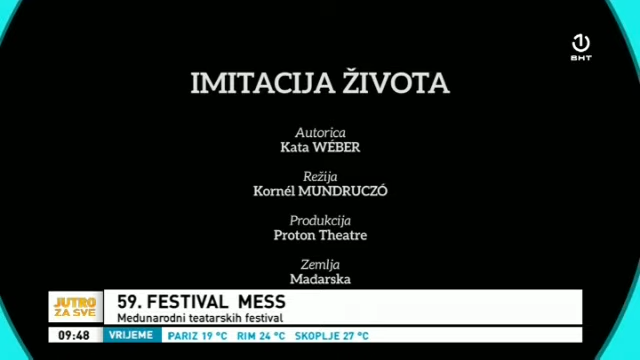 1
BHT
IMITACIJA ŽIVOTA
Autorica
Kata WÉBER
Režija
Kornél MUNDRUCZÓ
Produkcija
Proton Theatre
Zemlja
Mađarska
JUTRO
ZA SVE
59. FESTIVAL MESS
Međunarodni teatarskih festival
09:48 VRIJEME PARIZ 19 °C RIM 24 °C SKOPLJE 27 °C